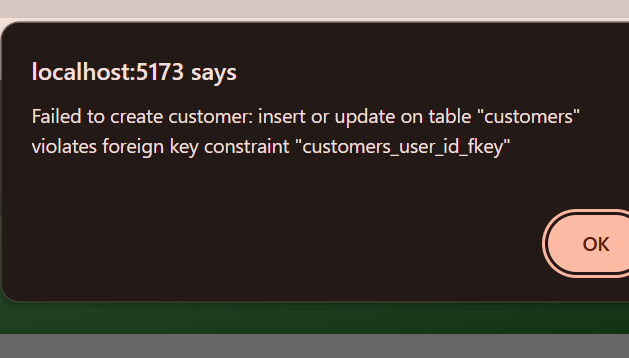 localhost:5173 says
Failed to create customer: insert or update on table "customers"
violates foreign key constraint "customers_user_id_fkey"
OK